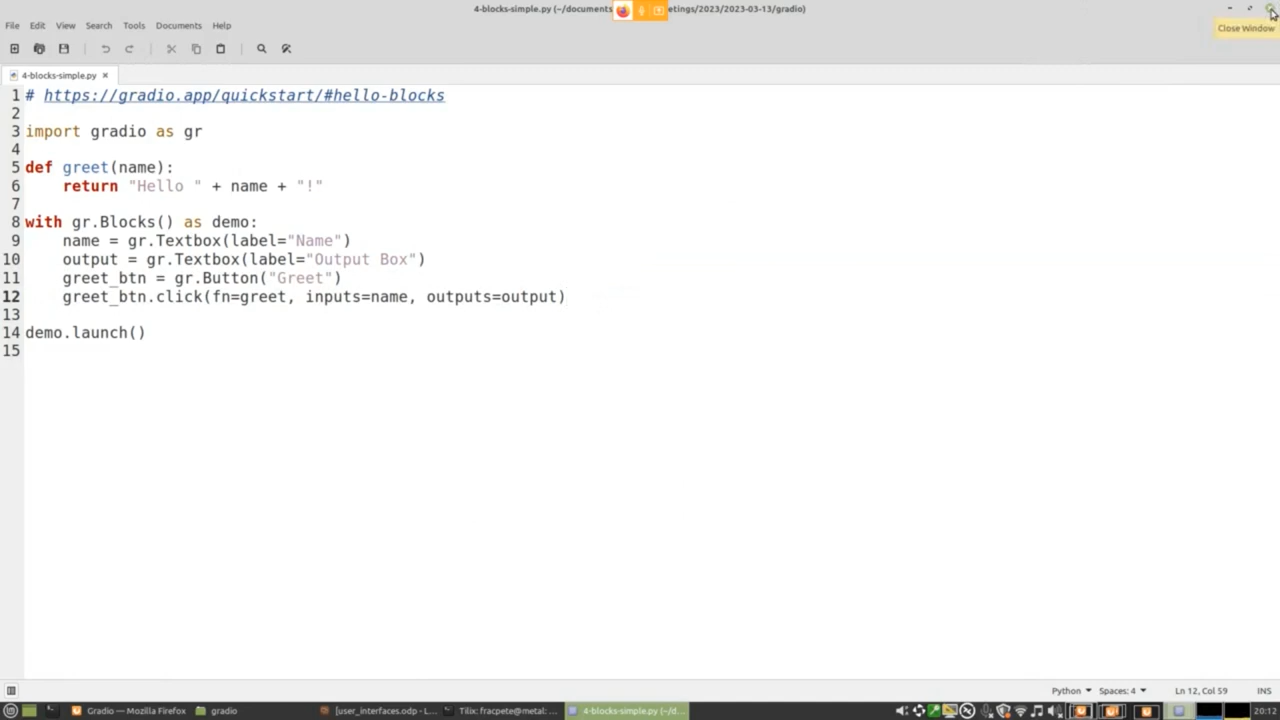 4-blocks-simple.py (~/documents etings/2023/2023-03-13/gradio)
File Edit View Search Tools Documents Help
Close Window
4-blocks-simple.py ×
1 # https://gradio.app/quickstart/#hello-blocks
2
3 import gradio as gr
4
5 def greet(name):
6 return "Hello " + name + "!"
7
8 with gr.Blocks() as demo:
9 name = gr.Textbox(label="Name")
10 output = gr.Textbox(label="Output Box")
11 greet_btn = gr.Button("Greet")
12 greet_btn.click(fn=greet, inputs=name, outputs=output)
13
14 demo.launch()
15
Python Spaces: 4 Ln 12, Col 59 INS
Gradio — Mozilla Firefox gradio [user_interfaces.odp - L... Tilix: fracpete@metal: ... 4-blocks-simple.py (~/d... 20:12